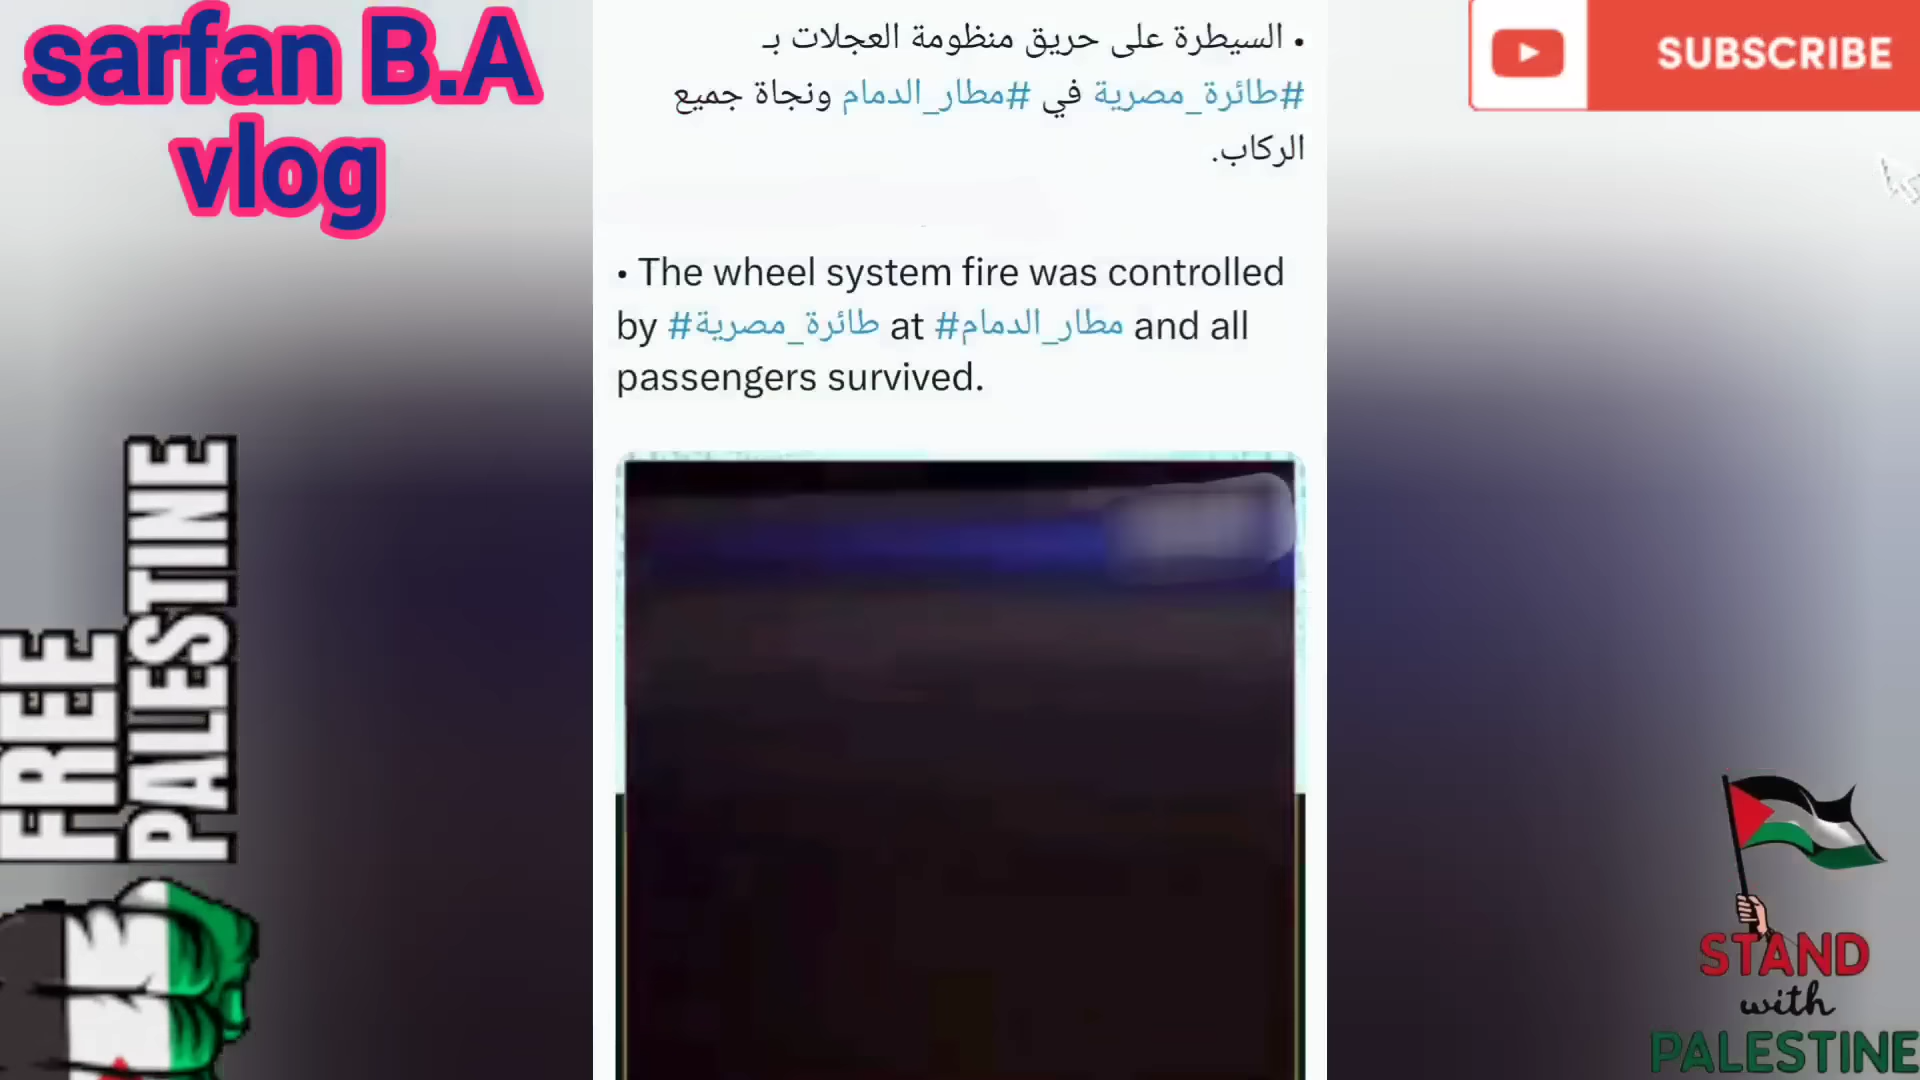 sarfan B.A
vlog
• السيطرة على حريق منظومة العجلات بـ
#طائرة_مصرية في #مطار_الدمام ونجاة جميع
الركاب.
• The wheel system fire was controlled
by #طائرة_مصرية at #مطار_الدمام and all
passengers survived.
SUBSCRIBE
FREE
PALESTINE
STAND
with
PALESTINE